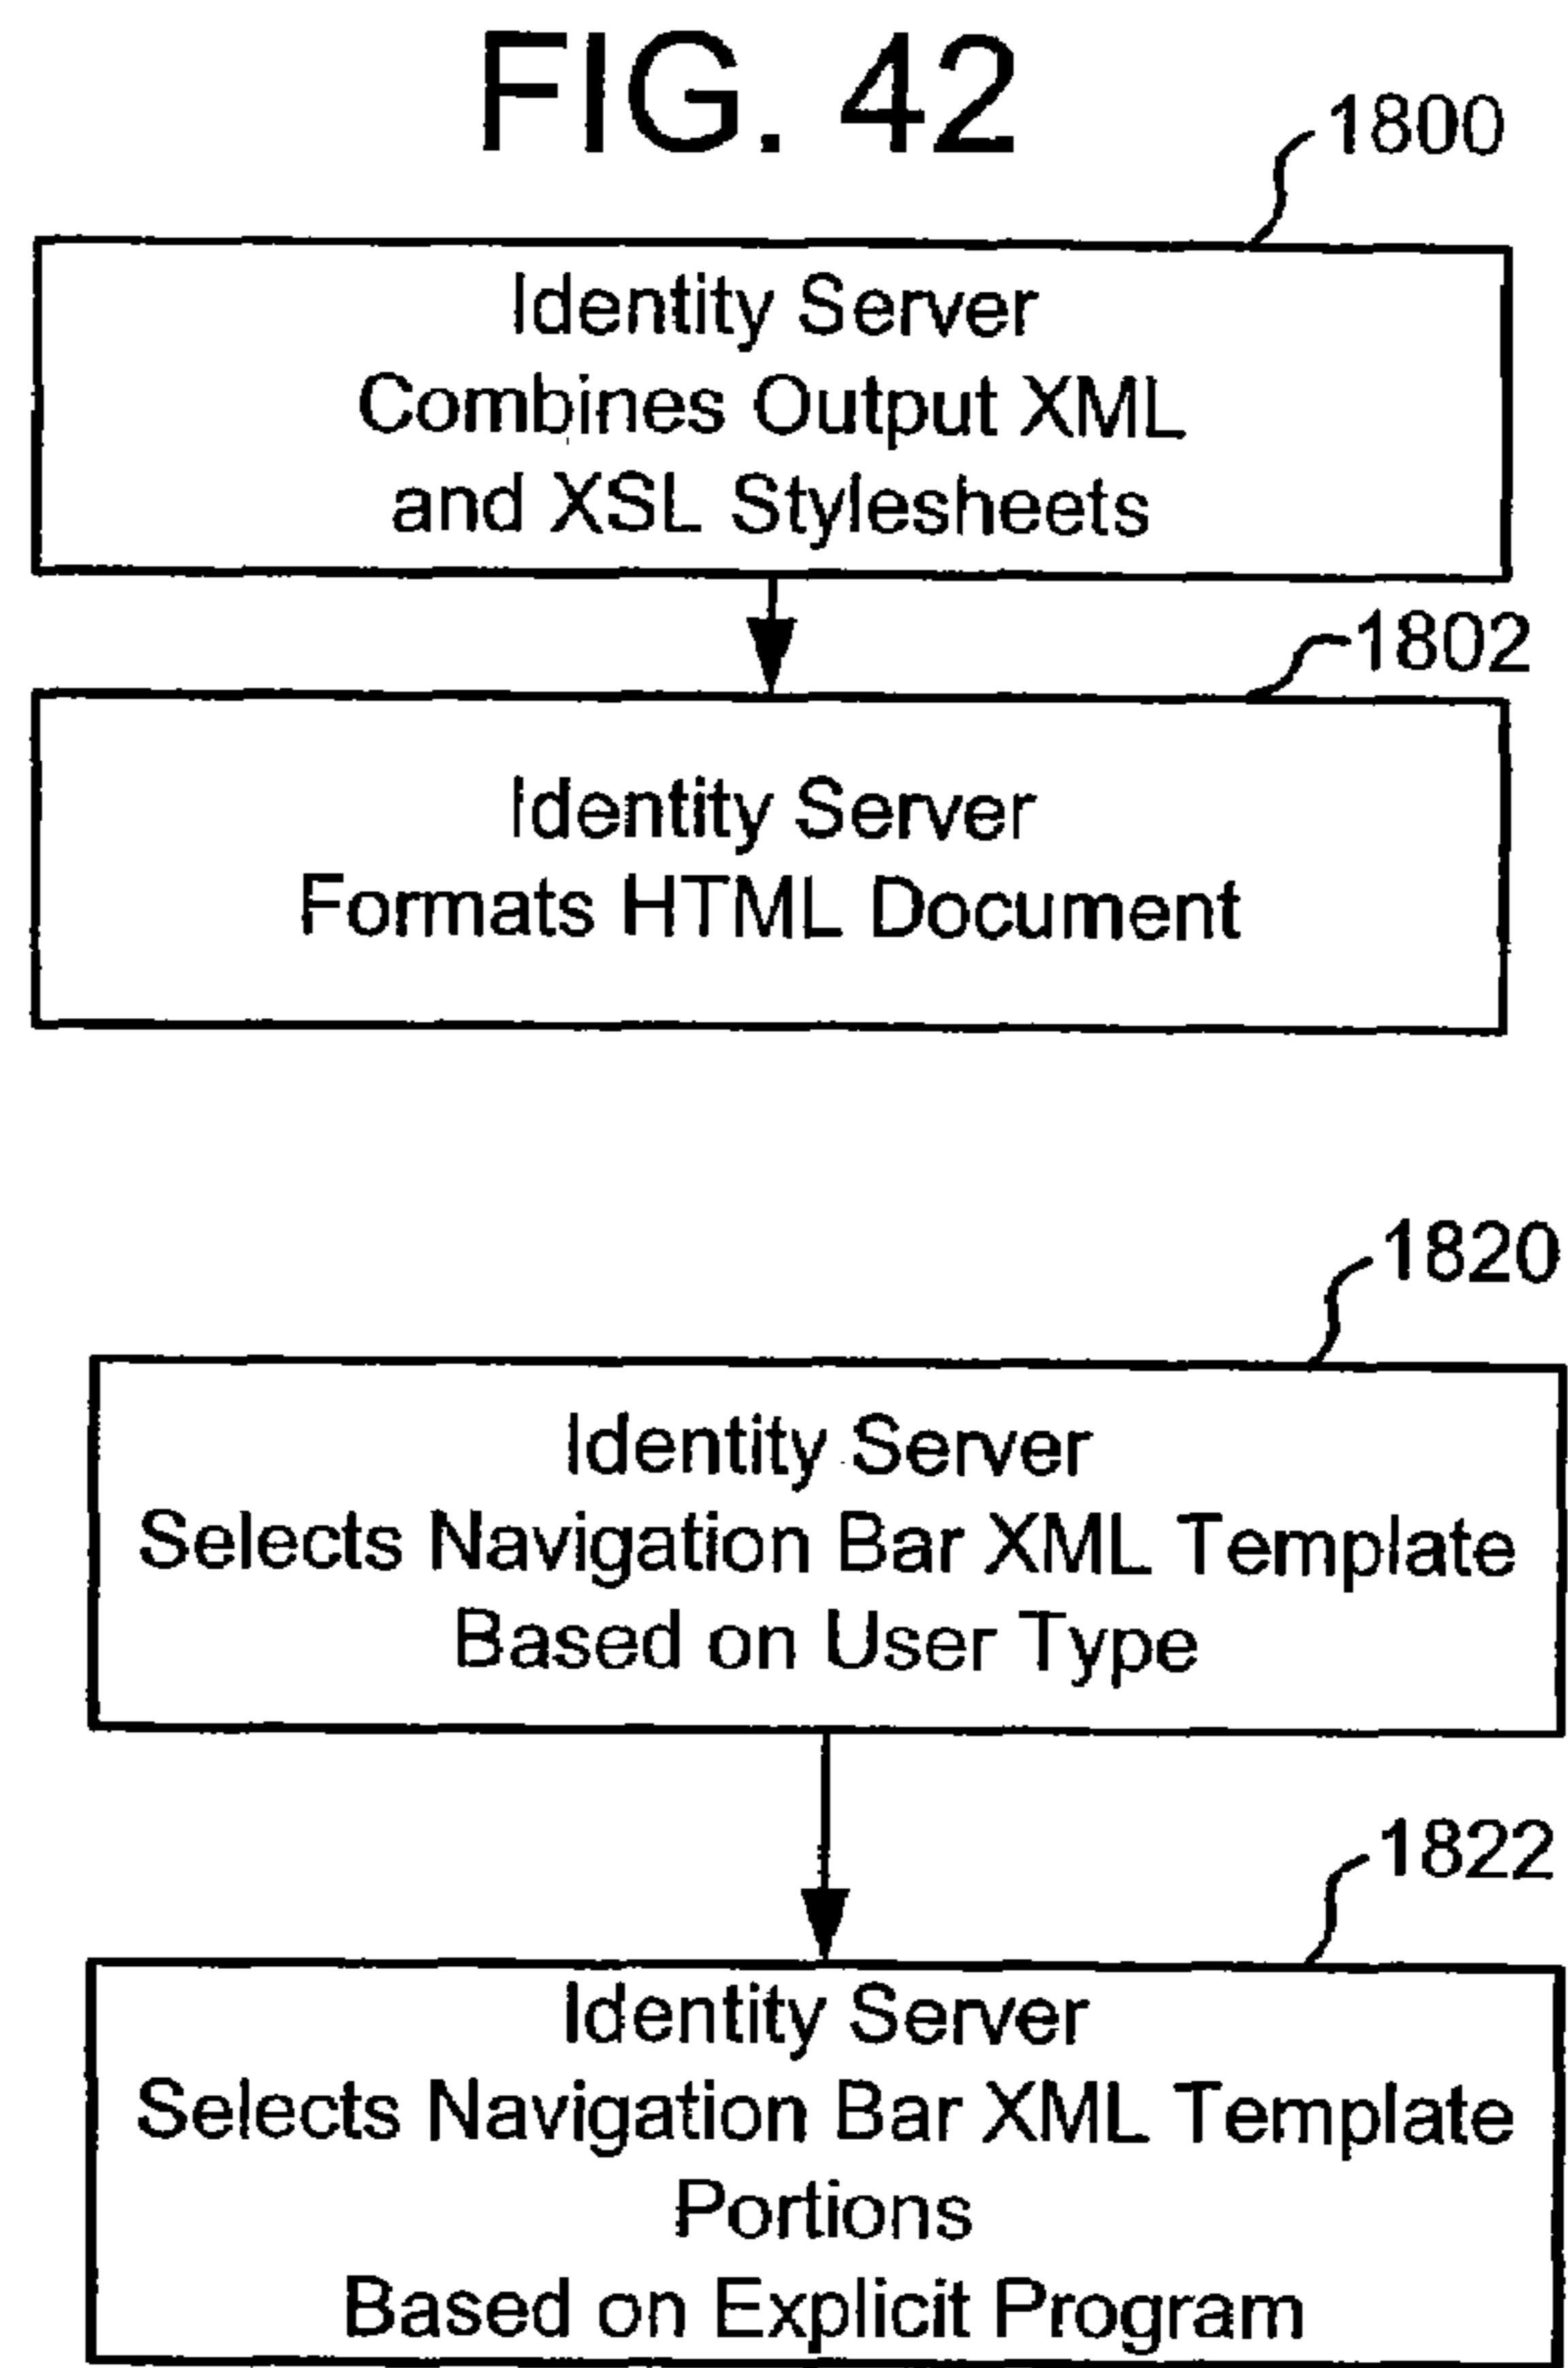 FIG. 42
1800
Identity Server
Combines Output XML
and XSL Stylesheets
1802
Identity Server
Formats HTML Document
1820
Identity Server
Selects Navigation Bar XML Template
Based on User Type
1822
Identity Server
Selects Navigation Bar XML Template
Portions
Based on Explicit Program